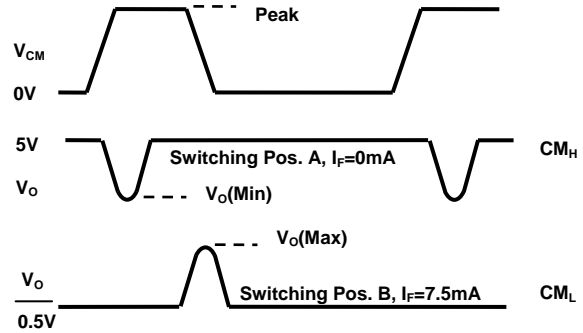 Peak
VCM
0V
5V
Switching Pos. A, IF=0mA
CMH
VO
VO(Min)
VO(Max)
VO
Switching Pos. B, IF=7.5mA
CML
0.5V